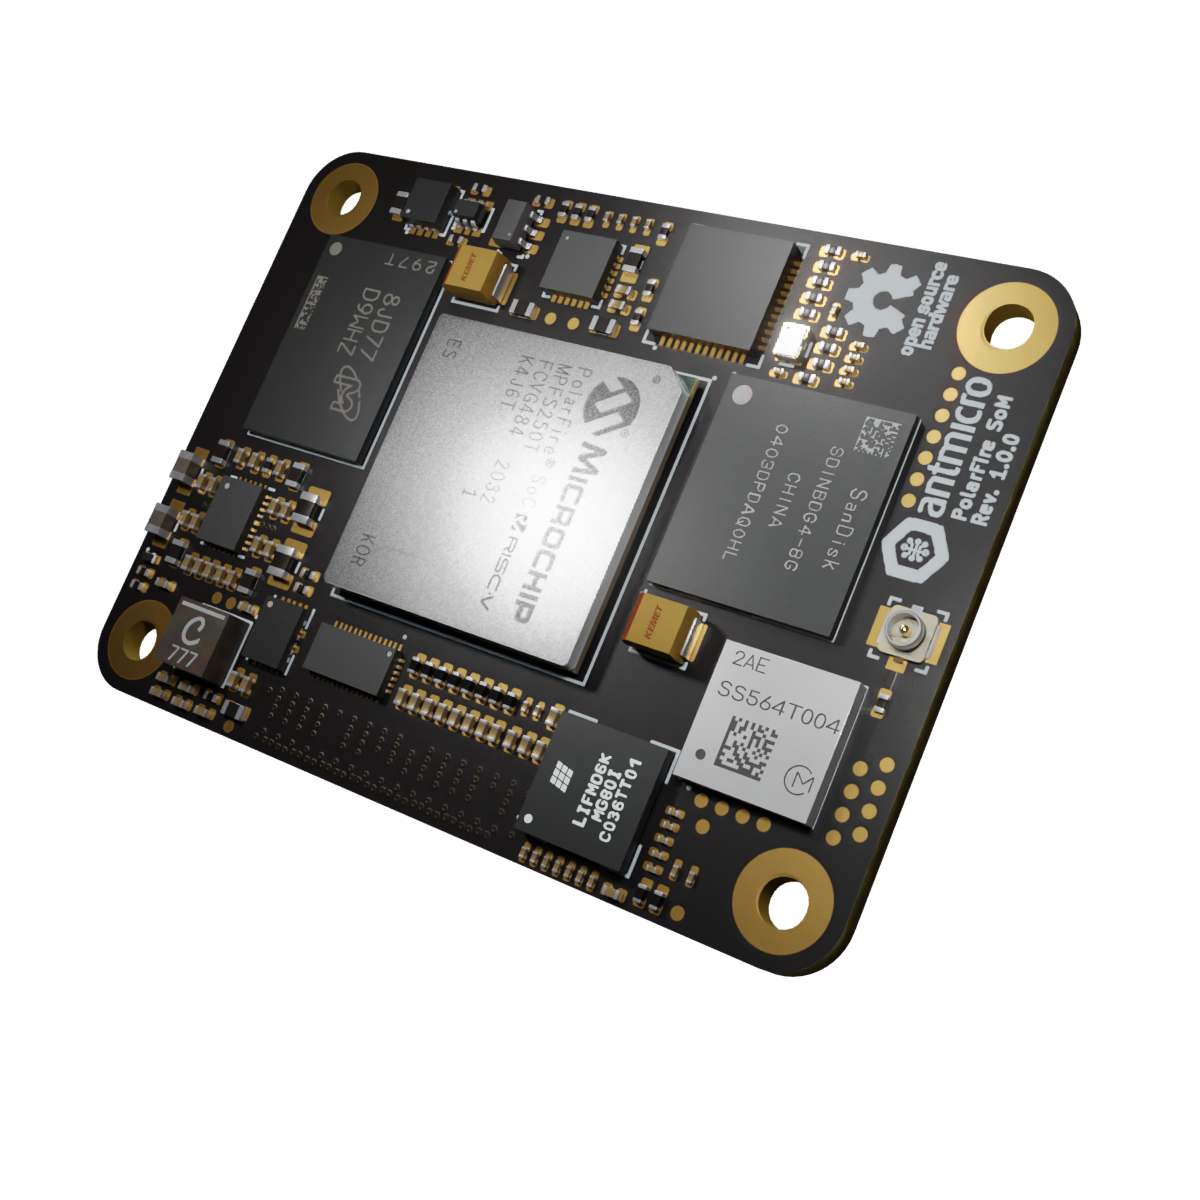 297T
8JD77
D9WHZ
KEMET
ES
MICROCHIP
PolarFire® SoC RISC-V
MPFS250T
FCVG484 2032
K4J6T 1
KOR
open source
hardware
antmicro
PolarFire SoM
Rev. 1.0.0
SanDisk
SDINBDG4-8G
CHINA
0403DPDAQ0HL
KEMET
2AE
SS564T004
LIFMD6K
MG80I
C036TT01
C
777